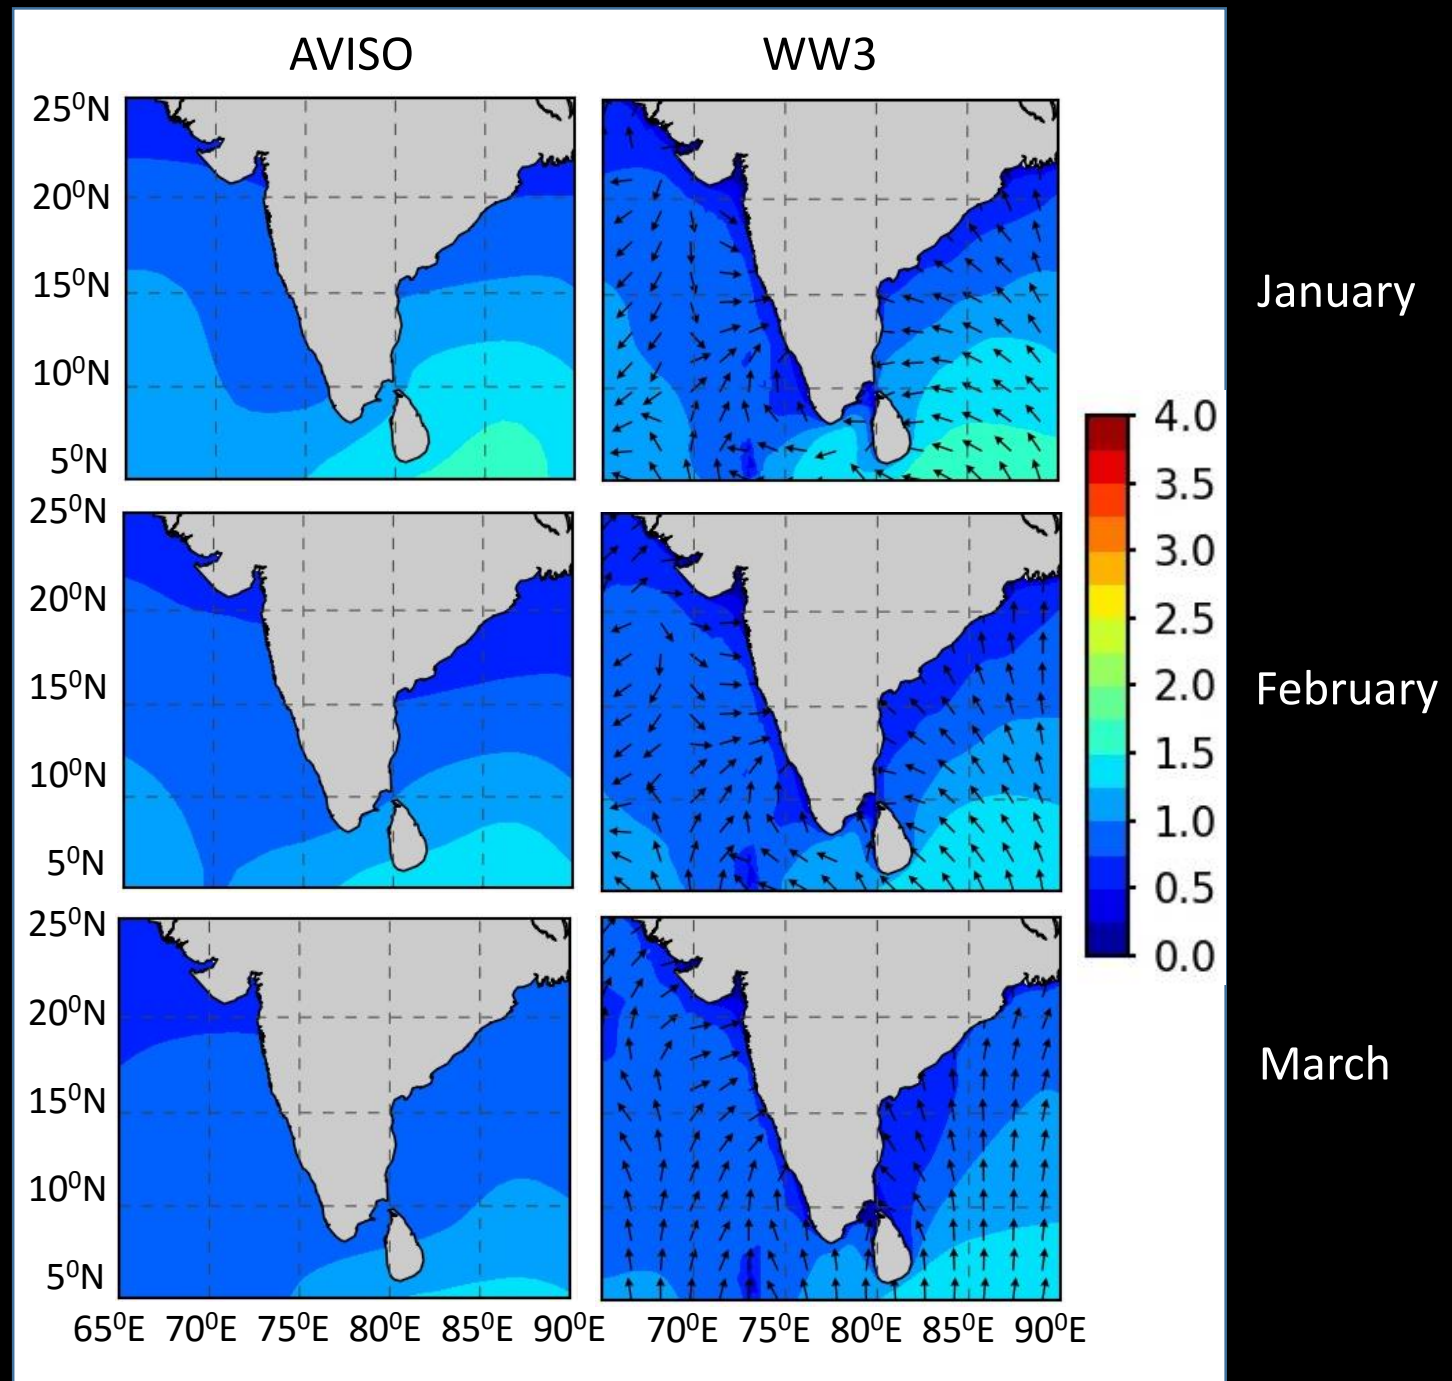 AVISO WW3
25⁰N
20⁰N
15⁰N
10⁰N
5⁰N
January
25⁰N
20⁰N
15⁰N
10⁰N
5⁰N
4.0
3.5
3.0
2.5
2.0
1.5
1.0
0.5
0.0
February
25⁰N
20⁰N
15⁰N
10⁰N
5⁰N
March
65⁰E 70⁰E 75⁰E 80⁰E 85⁰E 90⁰E 70⁰E 75⁰E 80⁰E 85⁰E 90⁰E